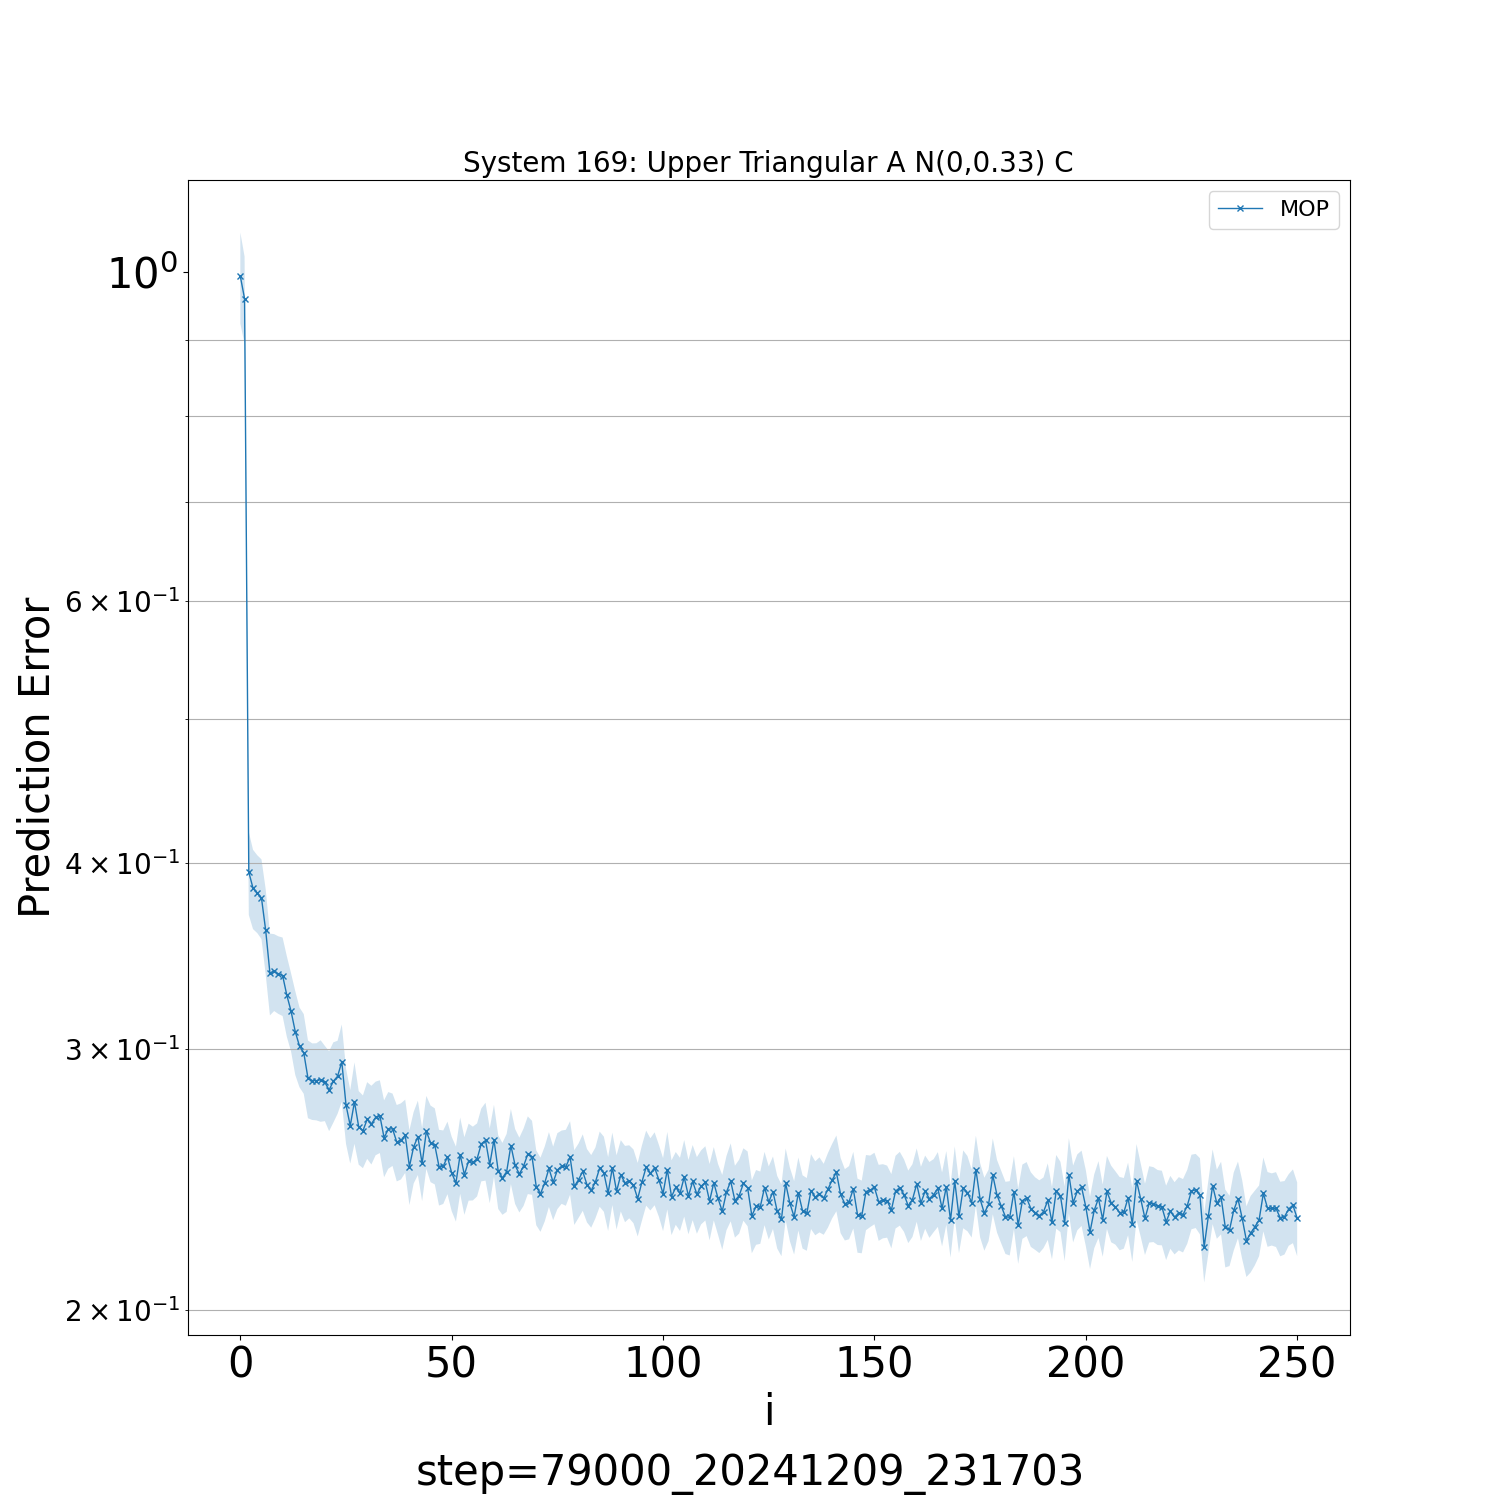 System 169: Upper Triangular A N(0,0.33) C
MOP
10⁰
6 × 10⁻¹
4 × 10⁻¹
3 × 10⁻¹
2 × 10⁻¹
Prediction Error
0 50 100 150 200 250
i
step=79000_20241209_231703